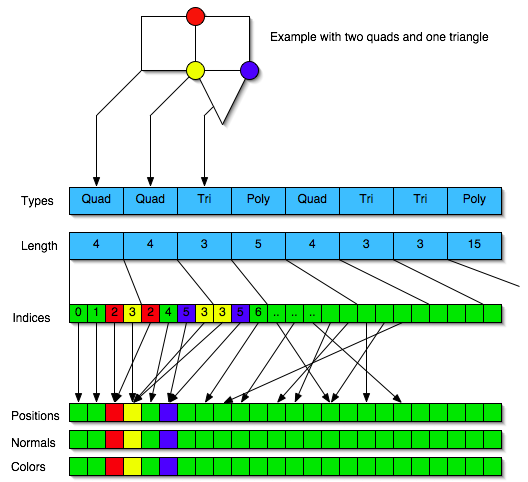 Example with two quads and one triangle
Types Quad Quad Tri Poly Quad Tri Tri Poly
Length 4 4 3 5 4 3 3 15
Indices 0 1 2 3 2 4 5 3 3 5 6 .. .. ..
Positions
Normals
Colors